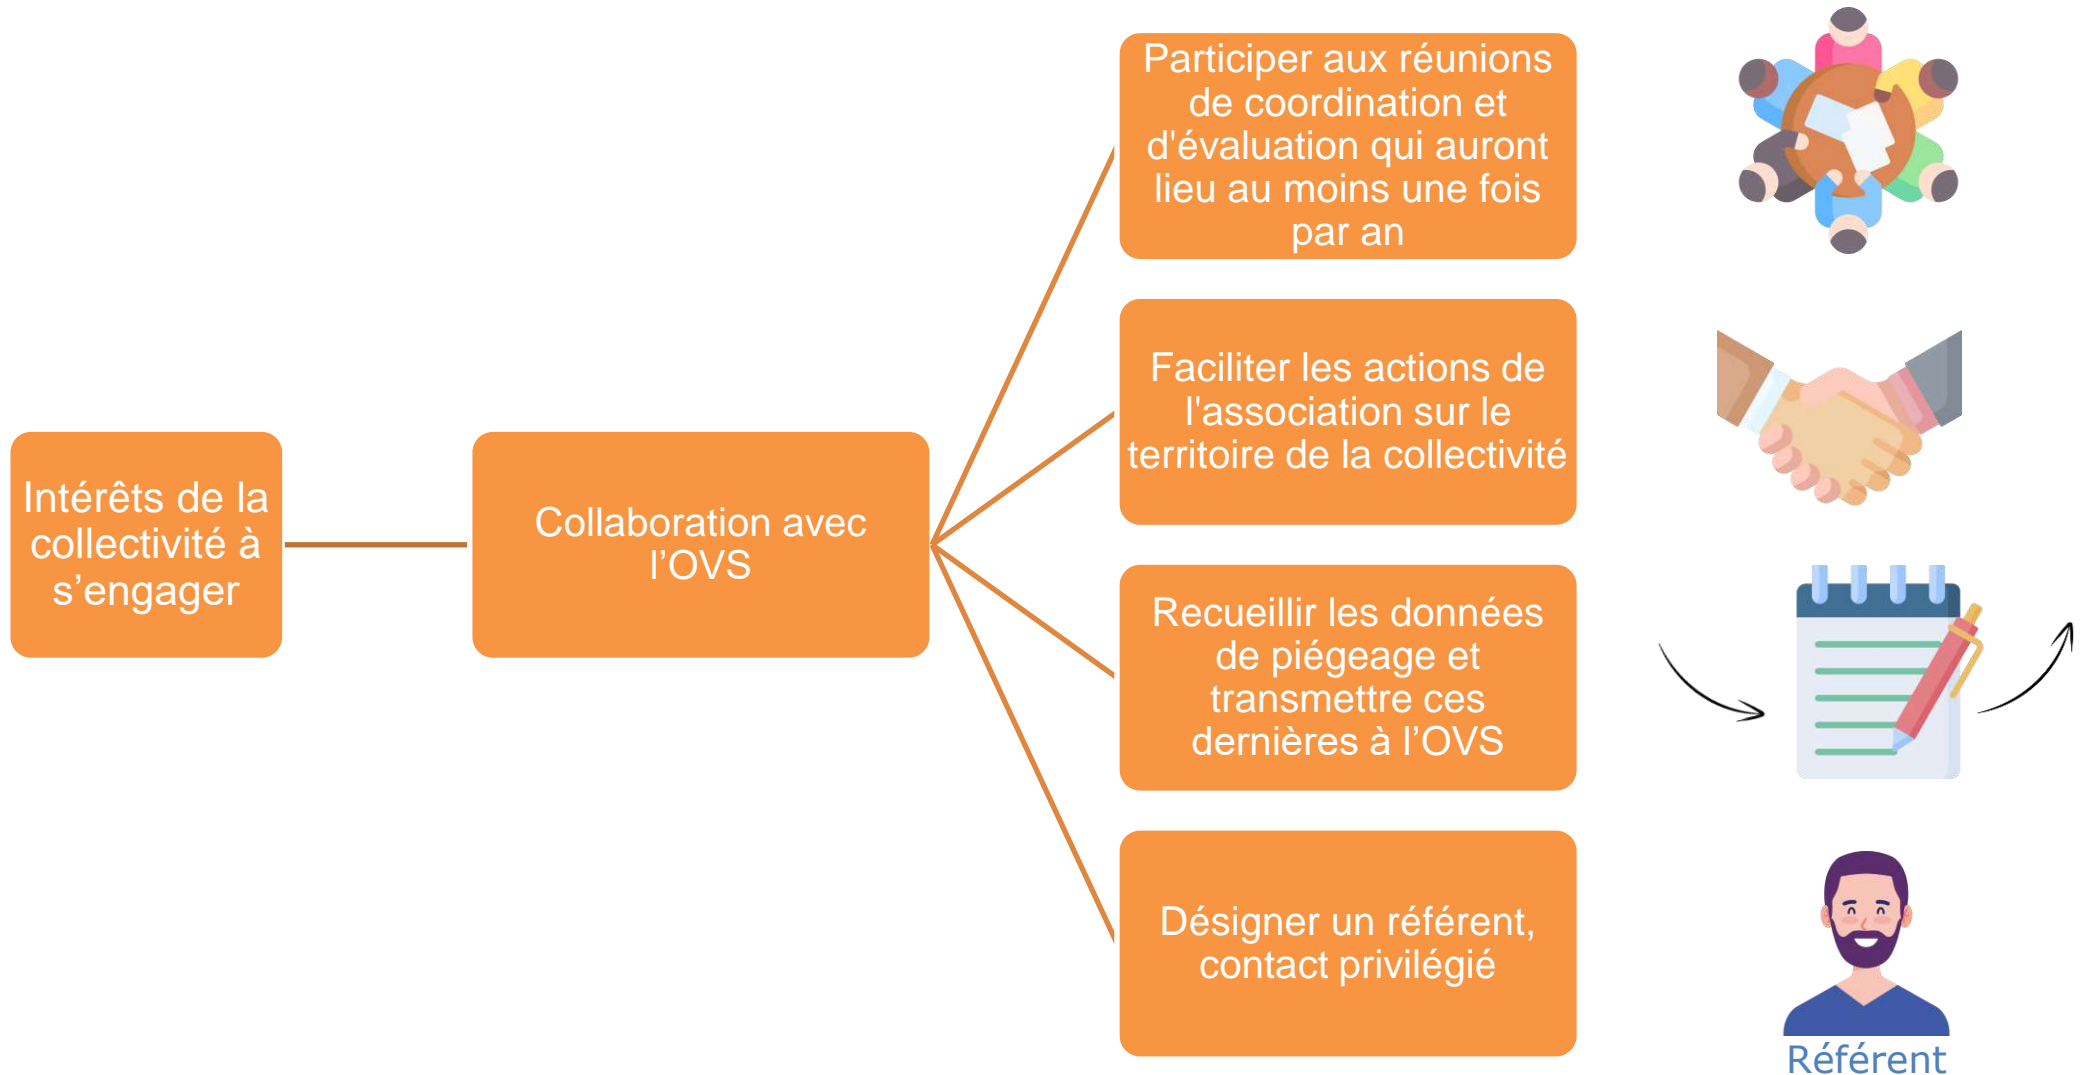 Intérêts de la
collectivité à
s’engager
Collaboration avec
l’OVS
Participer aux réunions
de coordination et
d'évaluation qui auront
lieu au moins une fois
par an
Faciliter les actions de
l'association sur le
territoire de la collectivité
Recueillir les données
de piégeage et
transmettre ces
dernières à l’OVS
Désigner un référent,
contact privilégié
Référent